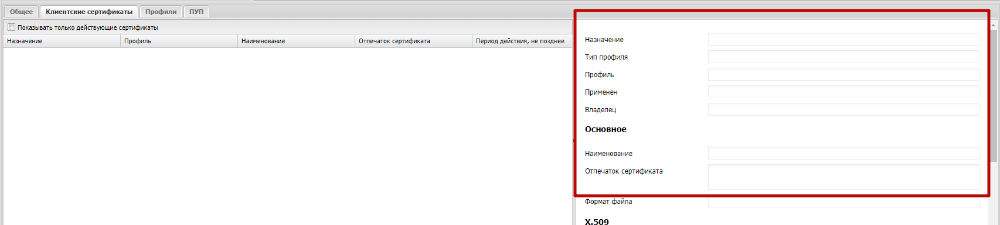 Общее Клиентские сертификаты Профили ПУП
Показывать только действующие сертификаты
Назначение Профиль Наименование Отпечаток сертификата Период действия, не позднее
Назначение
Тип профиля
Профиль
Применен
Владелец
Основное
Наименование
Отпечаток сертификата
Формат файла
X.509